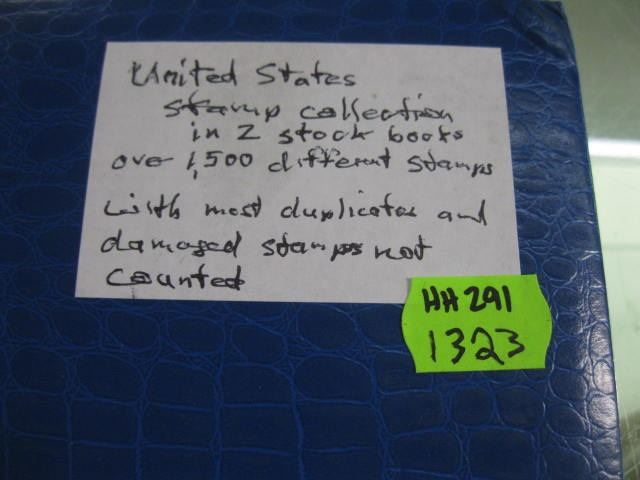 United States
stamp collection
in 2 stock books
over 1,500 different stamps
with most duplicates and
damaged stamps not
counted
HH291
1323